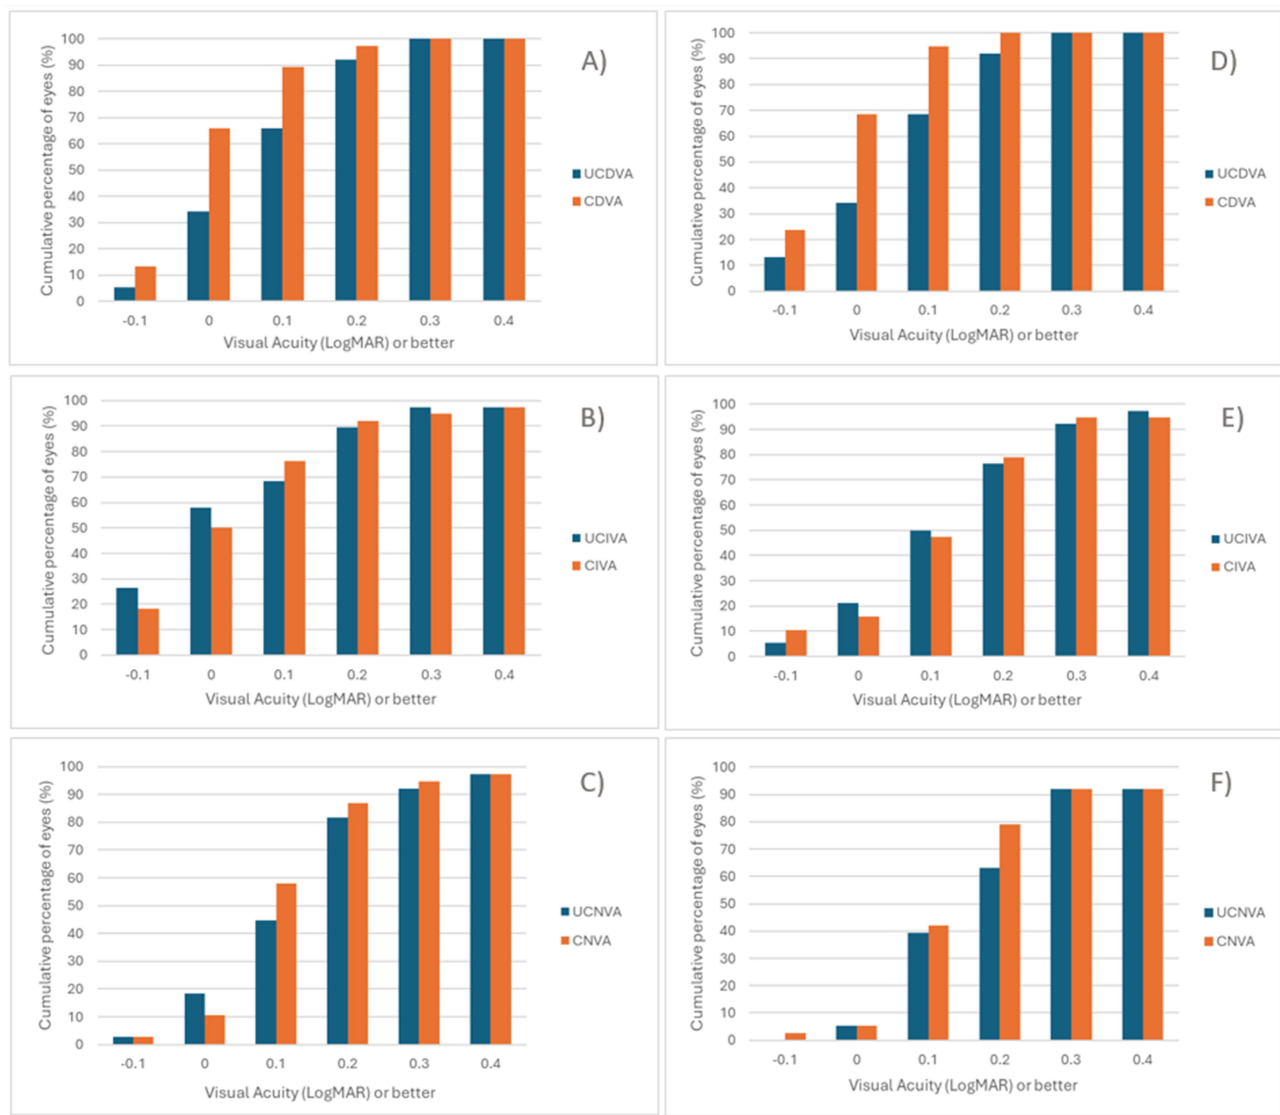 A)
Cumulative percentage of eyes (%)
100
90
80
70
60
50
40
30
20
10
0
-0.1 0 0.1 0.2 0.3 0.4
Visual Acuity (LogMAR) or better
UCDVA
CDVA
D)
Cumulative percentage of eyes (%)
100
90
80
70
60
50
40
30
20
10
0
-0.1 0 0.1 0.2 0.3 0.4
Visual Acuity (LogMAR) or better
UCDVA
CDVA
B)
Cumulative percentage of eyes (%)
100
90
80
70
60
50
40
30
20
10
0
-0.1 0 0.1 0.2 0.3 0.4
Visual Acuity (LogMAR) or better
UCIVA
CIVA
E)
Cumulative percentage of eyes (%)
100
90
80
70
60
50
40
30
20
10
0
-0.1 0 0.1 0.2 0.3 0.4
Visual Acuity (LogMAR) or better
UCIVA
CIVA
C)
Cumulative percentage of eyes (%)
100
90
80
70
60
50
40
30
20
10
0
-0.1 0 0.1 0.2 0.3 0.4
Visual Acuity (LogMAR) or better
UCNVA
CNVA
F)
Cumulative percentage of eyes (%)
100
90
80
70
60
50
40
30
20
10
0
-0.1 0 0.1 0.2 0.3 0.4
Visual Acuity (LogMAR) or better
UCNVA
CNVA